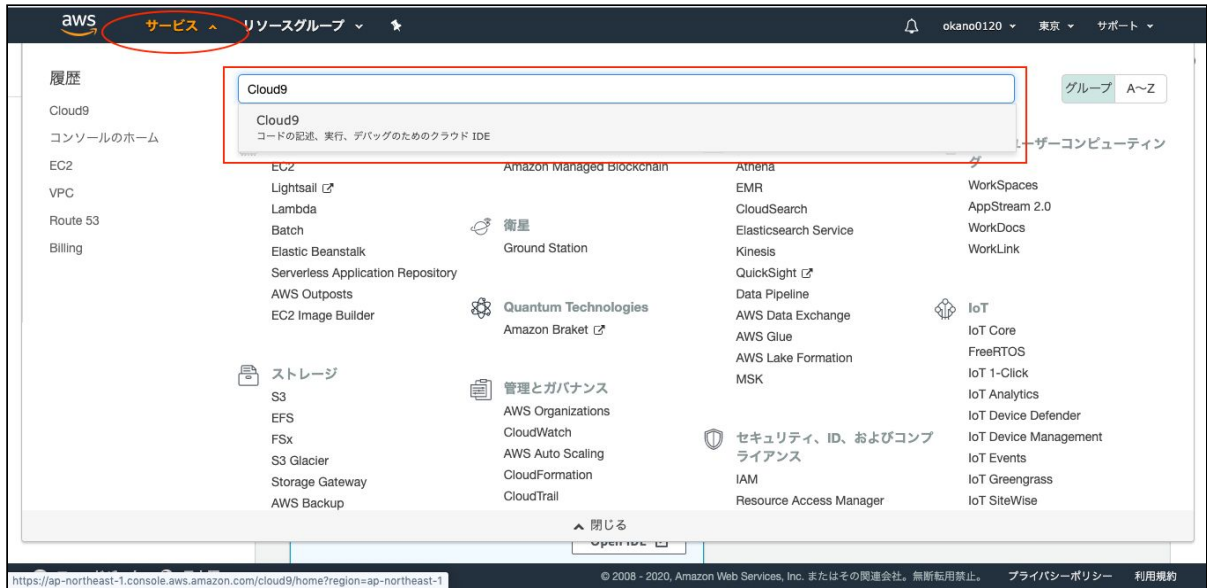 aws
サービス
リソースグループ
okano0120
東京
サポート
履歴
Cloud9
コンソールのホーム
EC2
VPC
Route 53
Billing
Cloud9
グループ
A〜Z
Cloud9
コードの記述、実行、デバッグのためのクラウド IDE
EC2
Lightsail
Lambda
Batch
Elastic Beanstalk
Serverless Application Repository
AWS Outposts
EC2 Image Builder
ストレージ
S3
EFS
FSx
S3 Glacier
Storage Gateway
AWS Backup
Amazon Managed Blockchain
衛星
Ground Station
Quantum Technologies
Amazon Braket
管理とガバナンス
AWS Organizations
CloudWatch
AWS Auto Scaling
CloudFormation
CloudTrail
Athena
EMR
CloudSearch
Elasticsearch Service
Kinesis
QuickSight
Data Pipeline
AWS Data Exchange
AWS Glue
AWS Lake Formation
MSK
セキュリティ、ID、およびコンプ
ライアンス
IAM
Resource Access Manager
ーザーコンピューティン
グ
WorkSpaces
AppStream 2.0
WorkDocs
WorkLink
IoT
IoT Core
FreeRTOS
IoT 1-Click
IoT Analytics
IoT Device Defender
IoT Device Management
IoT Events
IoT Greengrass
IoT SiteWise
閉じる
Open IDE
https://ap-northeast-1.console.aws.amazon.com/cloud9/home?region=ap-northeast-1
© 2008 - 2020, Amazon Web Services, Inc. またはその関連会社。無断転用禁止。
プライバシーポリシー
利用規約